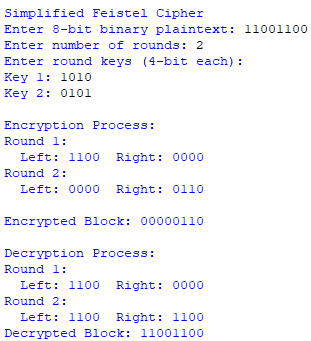 Simplified Feistel Cipher
Enter 8-bit binary plaintext: 11001100
Enter number of rounds: 2
Enter round keys (4-bit each):
Key 1: 1010
Key 2: 0101
Encryption Process:
Round 1:
Left: 1100  Right: 0000
Round 2:
Left: 0000  Right: 0110
Encrypted Block: 00000110
Decryption Process:
Round 1:
Left: 1100  Right: 0000
Round 2:
Left: 1100  Right: 1100
Decrypted Block: 11001100